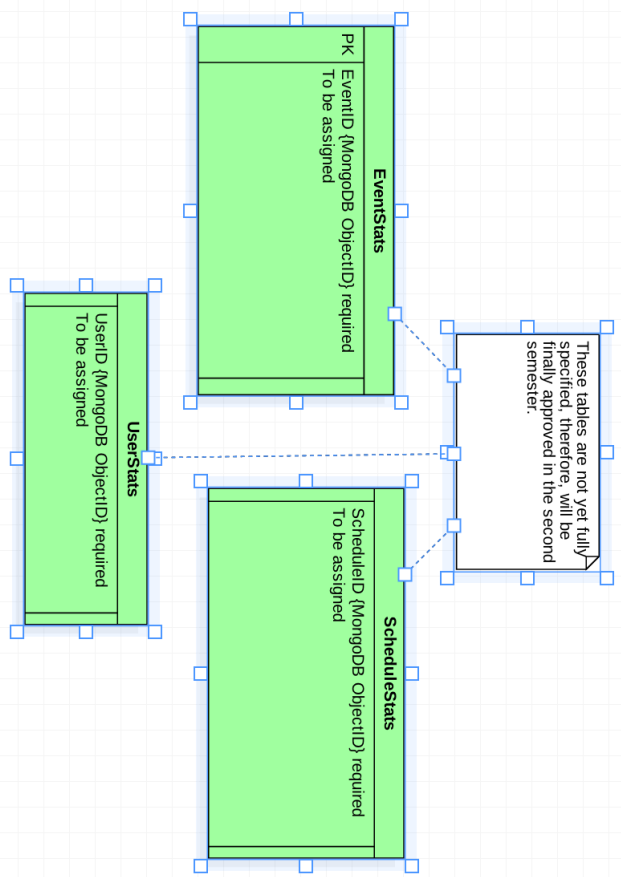 These tables are not yet fully
specified, therefore, will be
finally approved in the second
semester.
EventStats
PK
EventID {MongoDB ObjectID} required
To be assigned
ScheduleStats
ScheduleID {MongoDB ObjectID} required
To be assigned
UserStats
UserID {MongoDB ObjectID} required
To be assigned